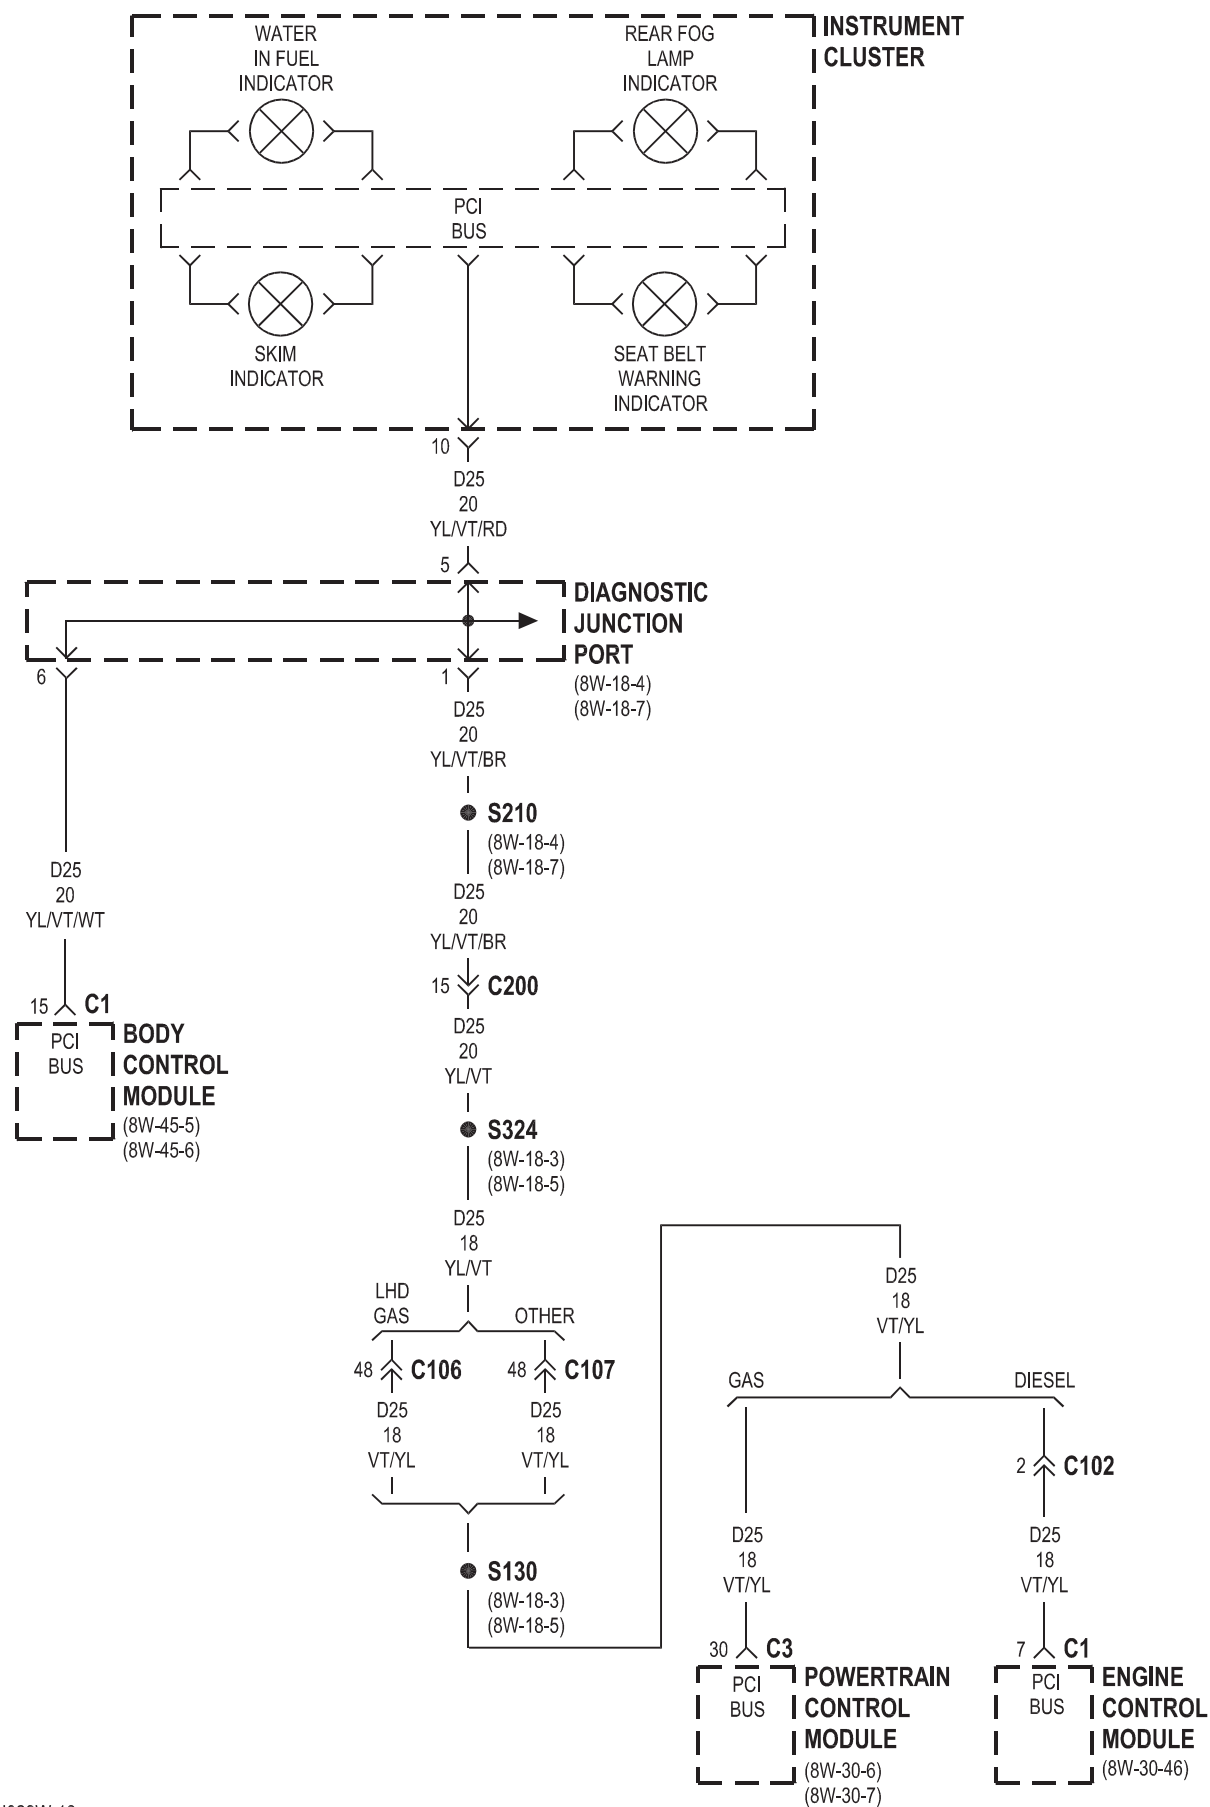 INSTRUMENT
CLUSTER
WATER
IN FUEL
INDICATOR
REAR FOG
LAMP
INDICATOR
PCI
BUS
SKIM
INDICATOR
SEAT BELT
WARNING
INDICATOR
10
D25
20
YL/VT/RD
5
DIAGNOSTIC
JUNCTION
PORT
(8W-18-4)
(8W-18-7)
6
1
D25
20
YL/VT/BR
S210
(8W-18-4)
(8W-18-7)
D25
20
YL/VT/WT
D25
20
YL/VT/BR
15 C200
15 C1
PCI
BUS
BODY
CONTROL
MODULE
(8W-45-5)
(8W-45-6)
D25
20
YL/VT
S324
(8W-18-3)
(8W-18-5)
D25
18
YL/VT
LHD
GAS
OTHER
48 C106
48 C107
D25
18
VT/YL
D25
18
VT/YL
S130
(8W-18-3)
(8W-18-5)
D25
18
VT/YL
GAS
DIESEL
2 C102
D25
18
VT/YL
D25
18
VT/YL
30 C3
PCI
BUS
POWERTRAIN
CONTROL
MODULE
(8W-30-6)
(8W-30-7)
7 C1
PCI
BUS
ENGINE
CONTROL
MODULE
(8W-30-46)